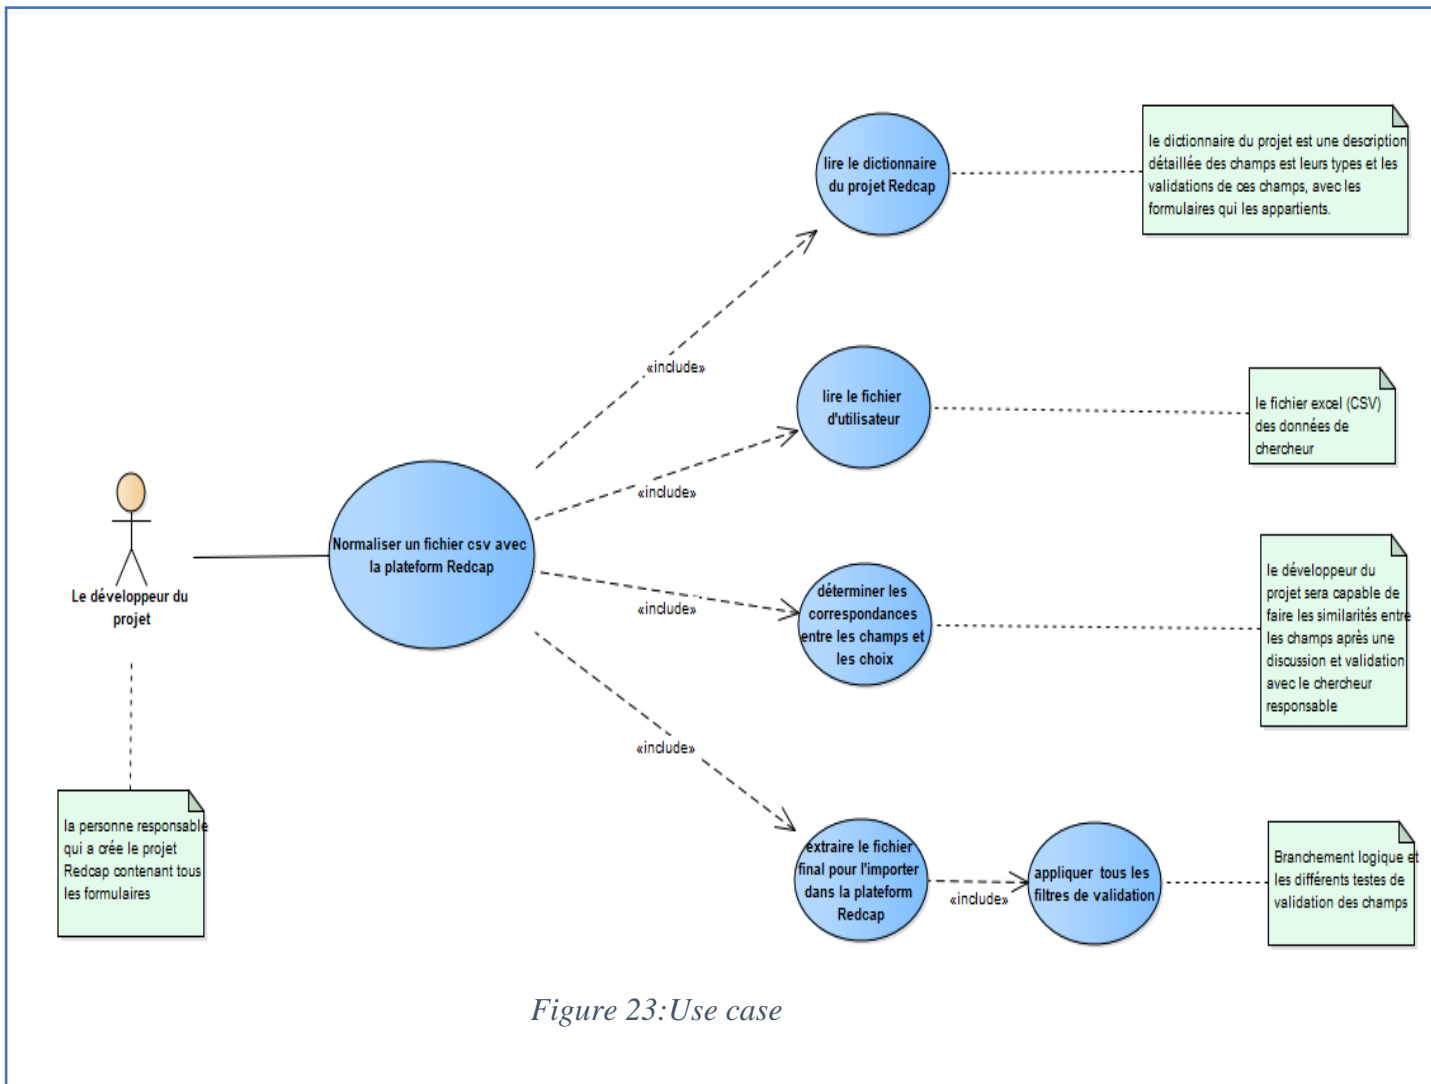 lire le dictionnaire
du projet Redcap
le dictionnaire du projet est une description
détaillée des champs est leurs types et les
validations de ces champs, avec les
formulaires qui les appartients.
«include»
lire le fichier
d'utilisateur
le fichier excel (CSV)
des données de
chercheur
«include»
Le développeur du
projet
Normaliser un fichier csv avec
la plateform Redcap
«include»
déterminer les
correspondances
entre les champs et
les choix
le développeur du
projet sera capable de
faire les similarités entre
les champs après une
discussion et validation
avec le chercheur
responsable
«include»
la personne responsable
qui a crée le projet
Redcap contenant tous
les formulaires
extraire le fichier
final pour l'importer
dans la plateform
Redcap
«include»
appliquer tous les
filtres de validation
Branchement logique et
les différents testes de
validation des champs
Figure 23:Use case